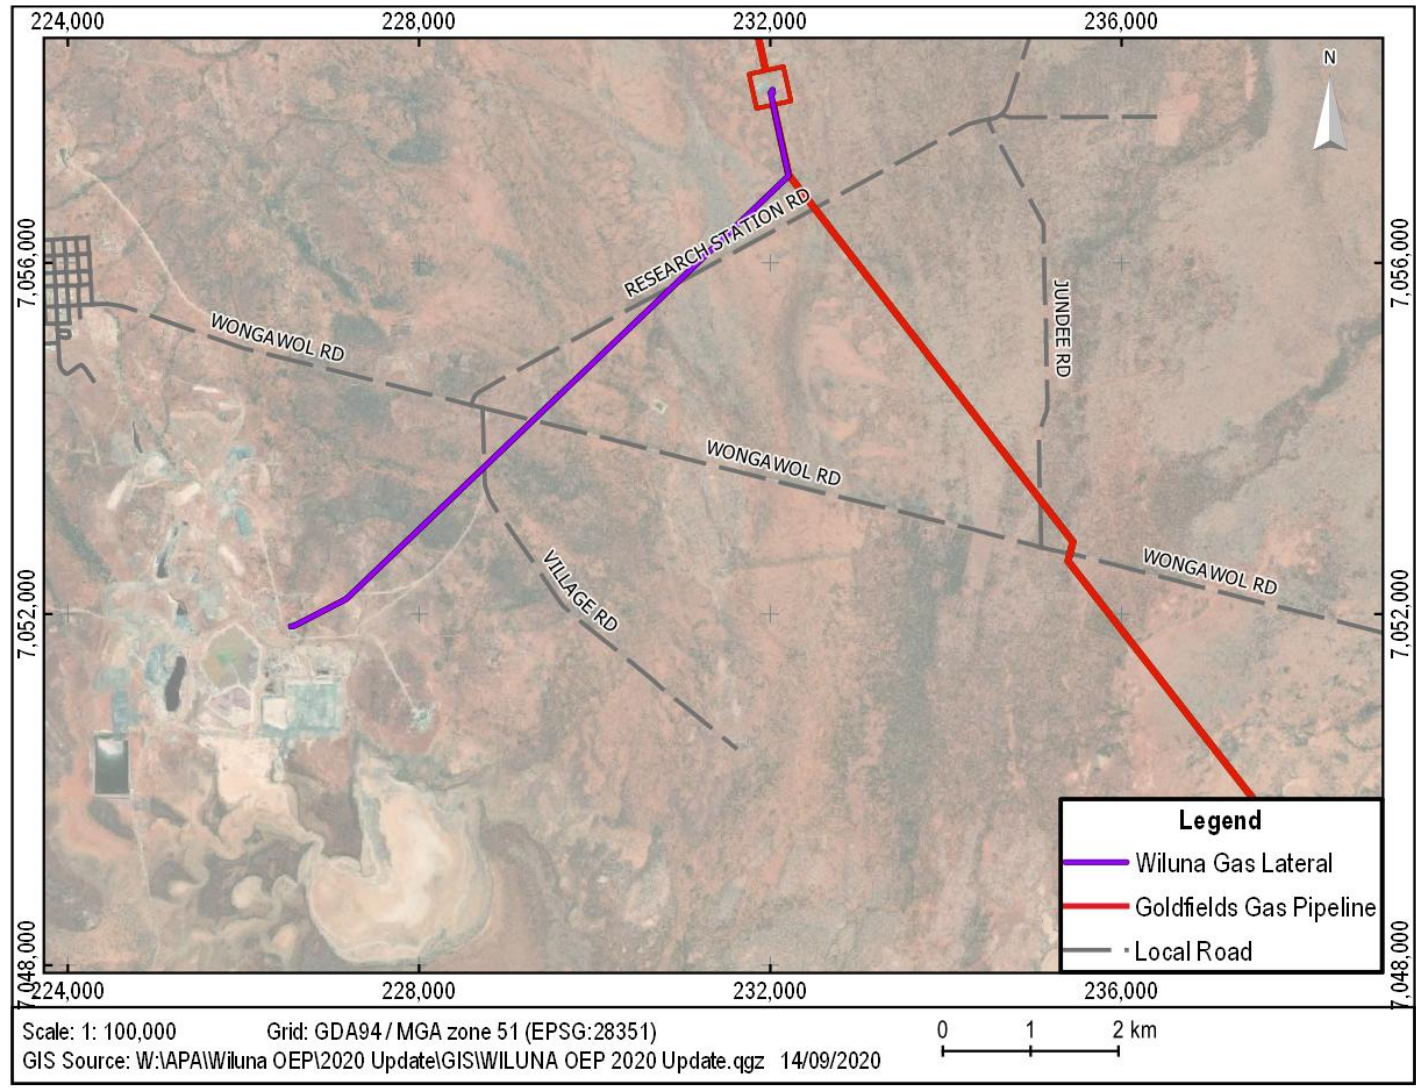 224,000 228,000 232,000 236,000
N
7,056,000
7,056,000
RESEARCH STATION RD
JUNDEE RD
WONGAWOL RD
WONGAWOL RD
WONGAWOL RD
VILLAGE RD
7,052,000
7,052,000
Legend
Wiluna Gas Lateral
Goldfields Gas Pipeline
Local Road
7,048,000
7,048,000
224,000 228,000 232,000 236,000
Scale: 1: 100,000 Grid: GDA94 / MGA zone 51 (EPSG:28351)
0 1 2 km
GIS Source: W:\APA\Wiluna OEP\2020 Update\GIS\WILUNA OEP 2020 Update.qgz 14/09/2020